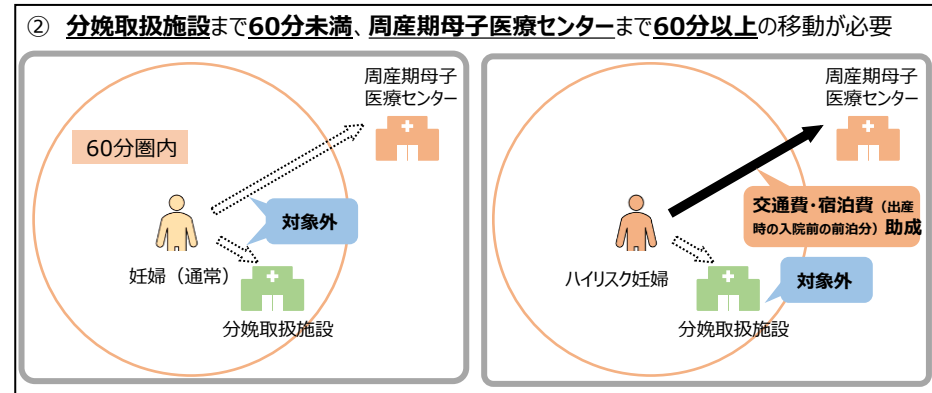 ② 分娩取扱施設まで60分未満、周産期母子医療センターまで60分以上の移動が必要
周産期母子
医療センター
60分圏内
対象外
妊婦（通常）
分娩取扱施設
周産期母子
医療センター
交通費・宿泊費（出産
時の入院前の前泊分）助成
ハイリスク妊婦
対象外
分娩取扱施設